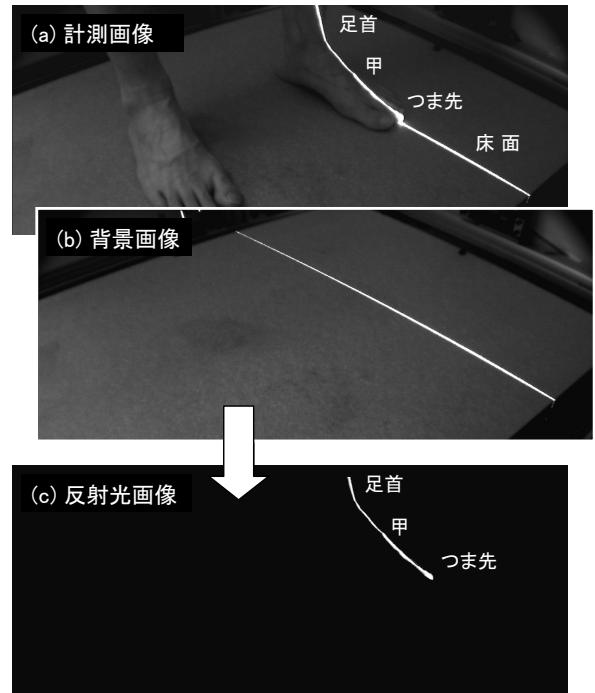 (a) 計測画像
足首
甲
つま先
床 面
(b) 背景画像
(c) 反射光画像
足首
甲
つま先